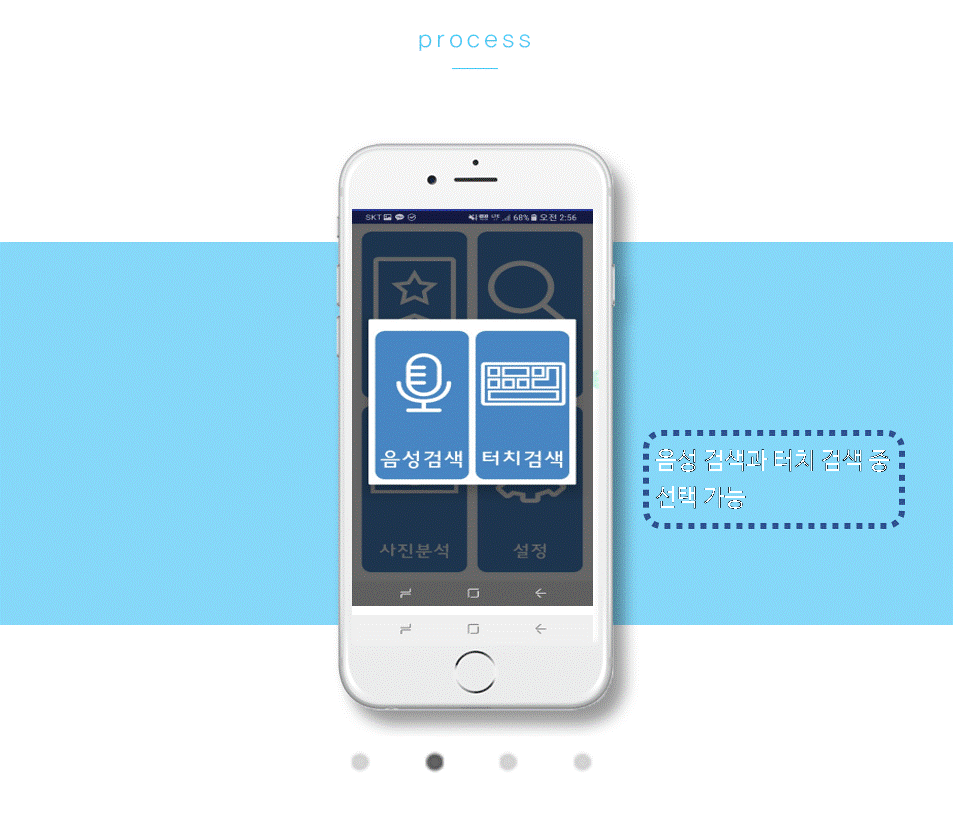 process
SKT 68% 오전 2:56
음성검색 터치검색
음성 검색과 터치 검색 중
선택 가능
사진분석 설정